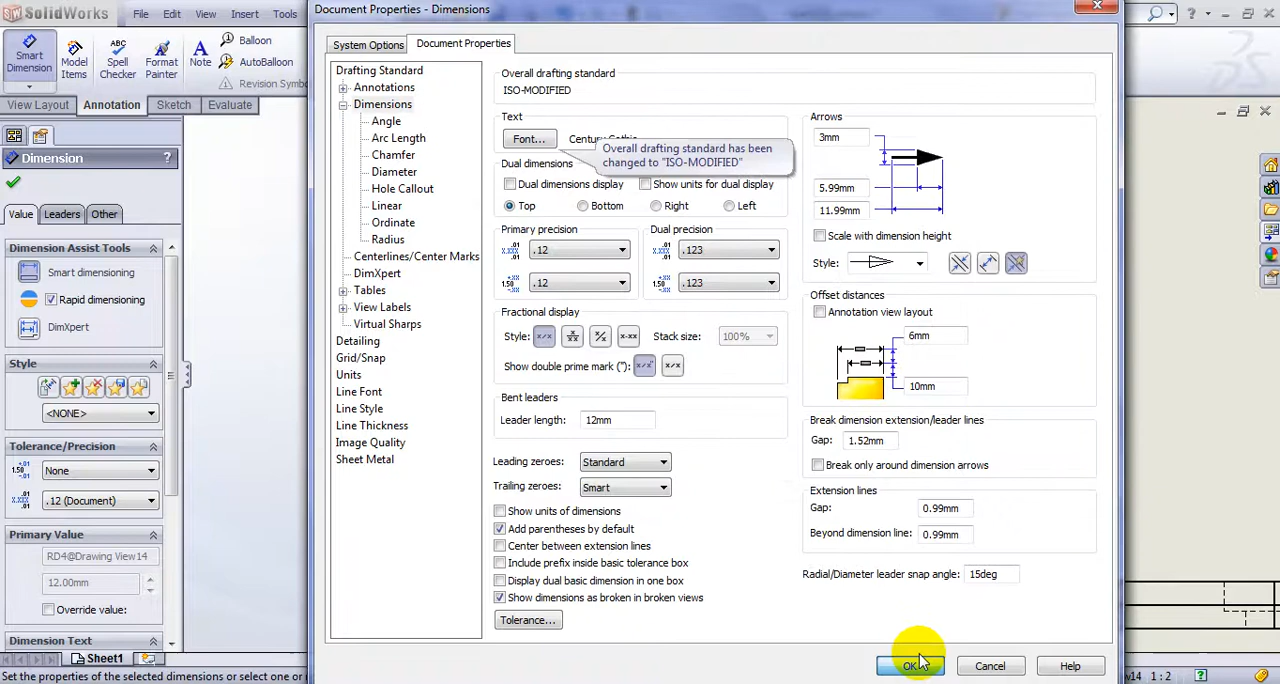 SolidWorks File Edit View Insert Tools
Document Properties - Dimensions
Smart Dimension
Model Items
Spell Checker
Format Painter
Note
Balloon
AutoBalloon
Revision Symbo
View Layout Annotation Sketch Evaluate
Dimension ?
Value Leaders Other
Dimension Assist Tools
Smart dimensioning
Rapid dimensioning
DimXpert
Style
<NONE>
Tolerance/Precision
None
.12 (Document)
Primary Value
RD4@Drawing View14
12.00mm
Override value:
Dimension Text
Sheet1
Set the properties of the selected dimensions or select one or
System Options Document Properties
Drafting Standard
Annotations
Dimensions
Angle
Arc Length
Chamfer
Diameter
Hole Callout
Linear
Ordinate
Radius
Centerlines/Center Marks
DimXpert
Tables
View Labels
Virtual Sharps
Detailing
Grid/Snap
Units
Line Font
Line Style
Line Thickness
Image Quality
Sheet Metal
Overall drafting standard
ISO-MODIFIED
Text
Font... Century Gothic
Overall drafting standard has been
changed to "ISO-MODIFIED"
Dual dimensions
Dual dimensions display Show units for dual display
Top Bottom Right Left
Primary precision
.12
.12
Dual precision
.123
.123
Fractional display
Style: Stack size: 100%
Show double prime mark ("):
Bent leaders
Leader length: 12mm
Leading zeroes: Standard
Trailing zeroes: Smart
Show units of dimensions
Add parentheses by default
Center between extension lines
Include prefix inside basic tolerance box
Display dual basic dimension in one box
Show dimensions as broken in broken views
Tolerance...
Arrows
3mm
5.99mm
11.99mm
Scale with dimension height
Style:
Offset distances
Annotation view layout
6mm
10mm
Break dimension extension/leader lines
Gap: 1.52mm
Break only around dimension arrows
Extension lines
Gap: 0.99mm
Beyond dimension line: 0.99mm
Radial/Diameter leader snap angle: 15deg
OK Cancel Help
w14 1 : 2